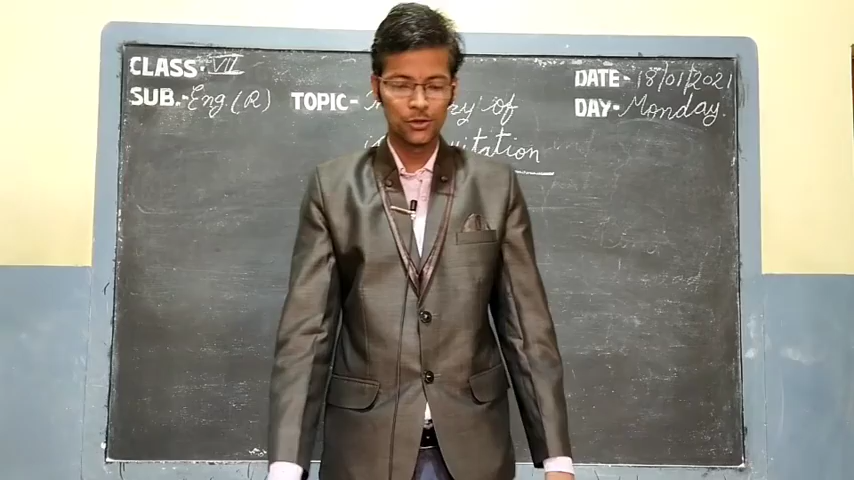 CLASS:- VII DATE:- 18/01/2021
SUB.:- Eng (R) TOPIC:- of DAY:- Monday.